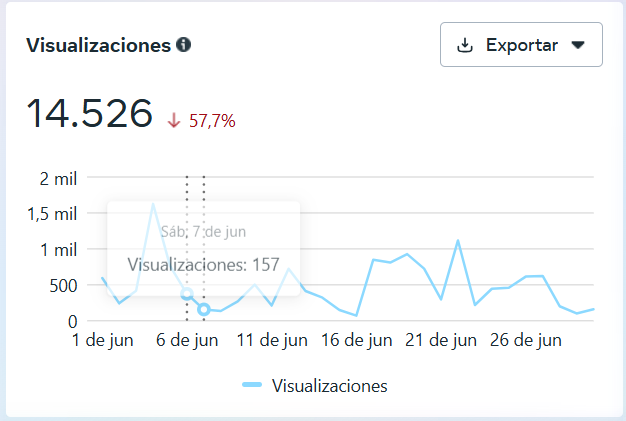 Visualizaciones
Exportar
14.526 57,7%
2 mil
1,5 mil
1 mil
500
0
Sáb, 7 de jun
Visualizaciones: 157
1 de jun 6 de jun 11 de jun 16 de jun 21 de jun 26 de jun
Visualizaciones